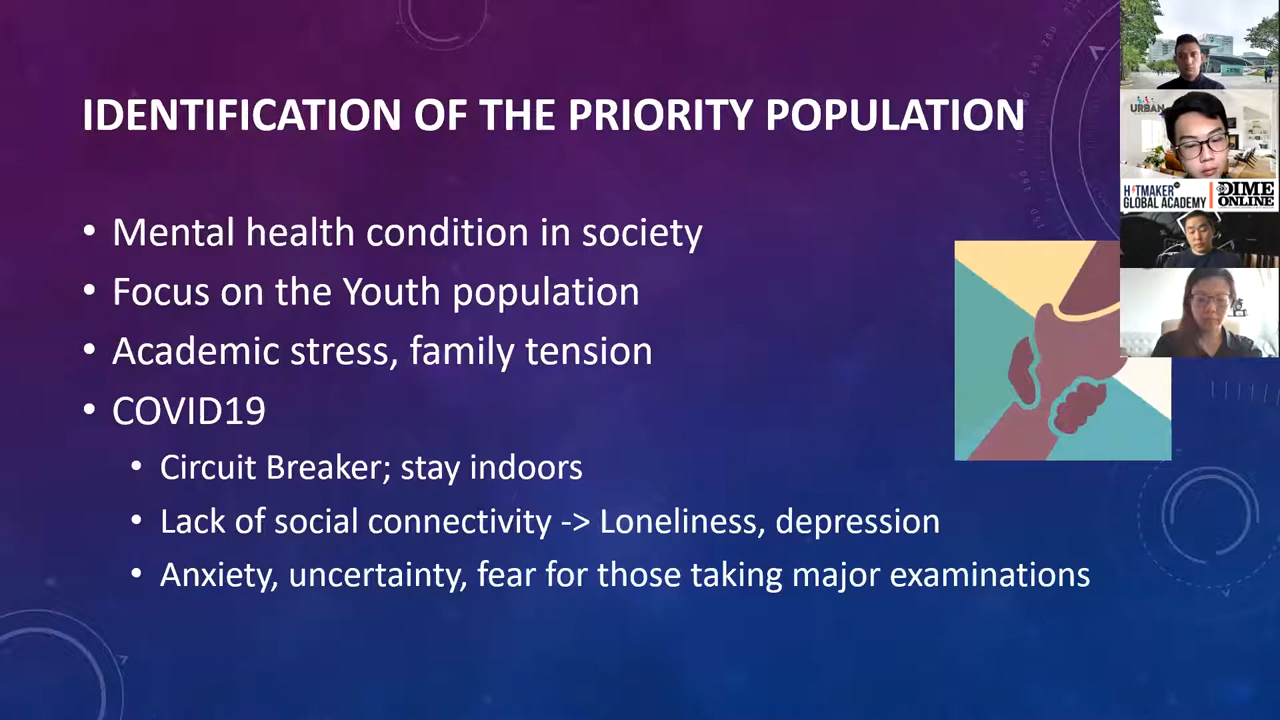 IDENTIFICATION OF THE PRIORITY POPULATION
• Mental health condition in society
• Focus on the Youth population
• Academic stress, family tension
• COVID19
• Circuit Breaker; stay indoors
• Lack of social connectivity -> Loneliness, depression
• Anxiety, uncertainty, fear for those taking major examinations
URBAN
HITMAKER
GLOBAL ACADEMY
DIME
ONLINE